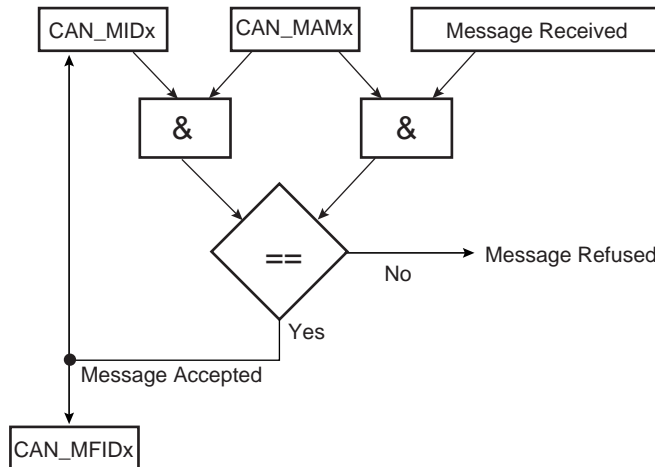 CAN_MIDx
CAN_MAMx
Message Received
&
&
==
No
Message Refused
Yes
Message Accepted
CAN_MFIDx